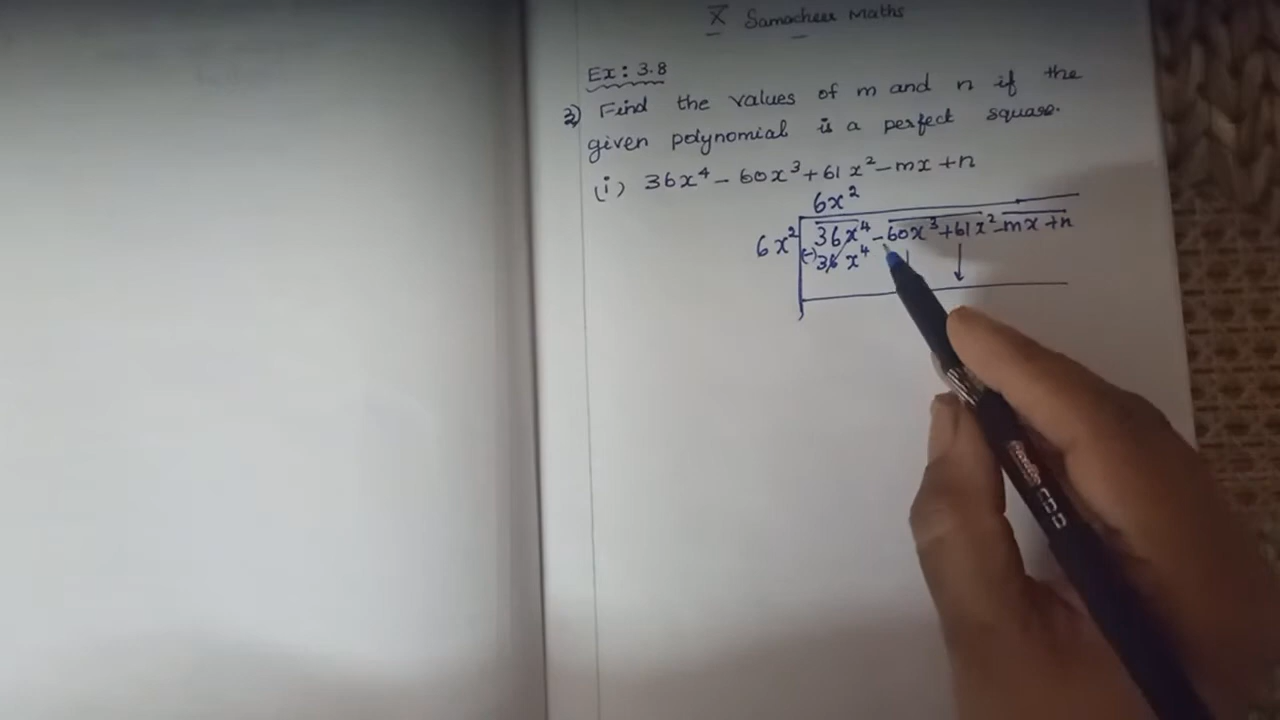 X Samacheer Maths
Ex: 3.8
2) Find the values of m and n if the
given polynomial is a perfect square.
(i) 36x⁴ - 60x³ + 61x² - mx + n
6x²
6x² 36x⁴ - 60x³ + 61x² - mx + n
(-) 36x⁴